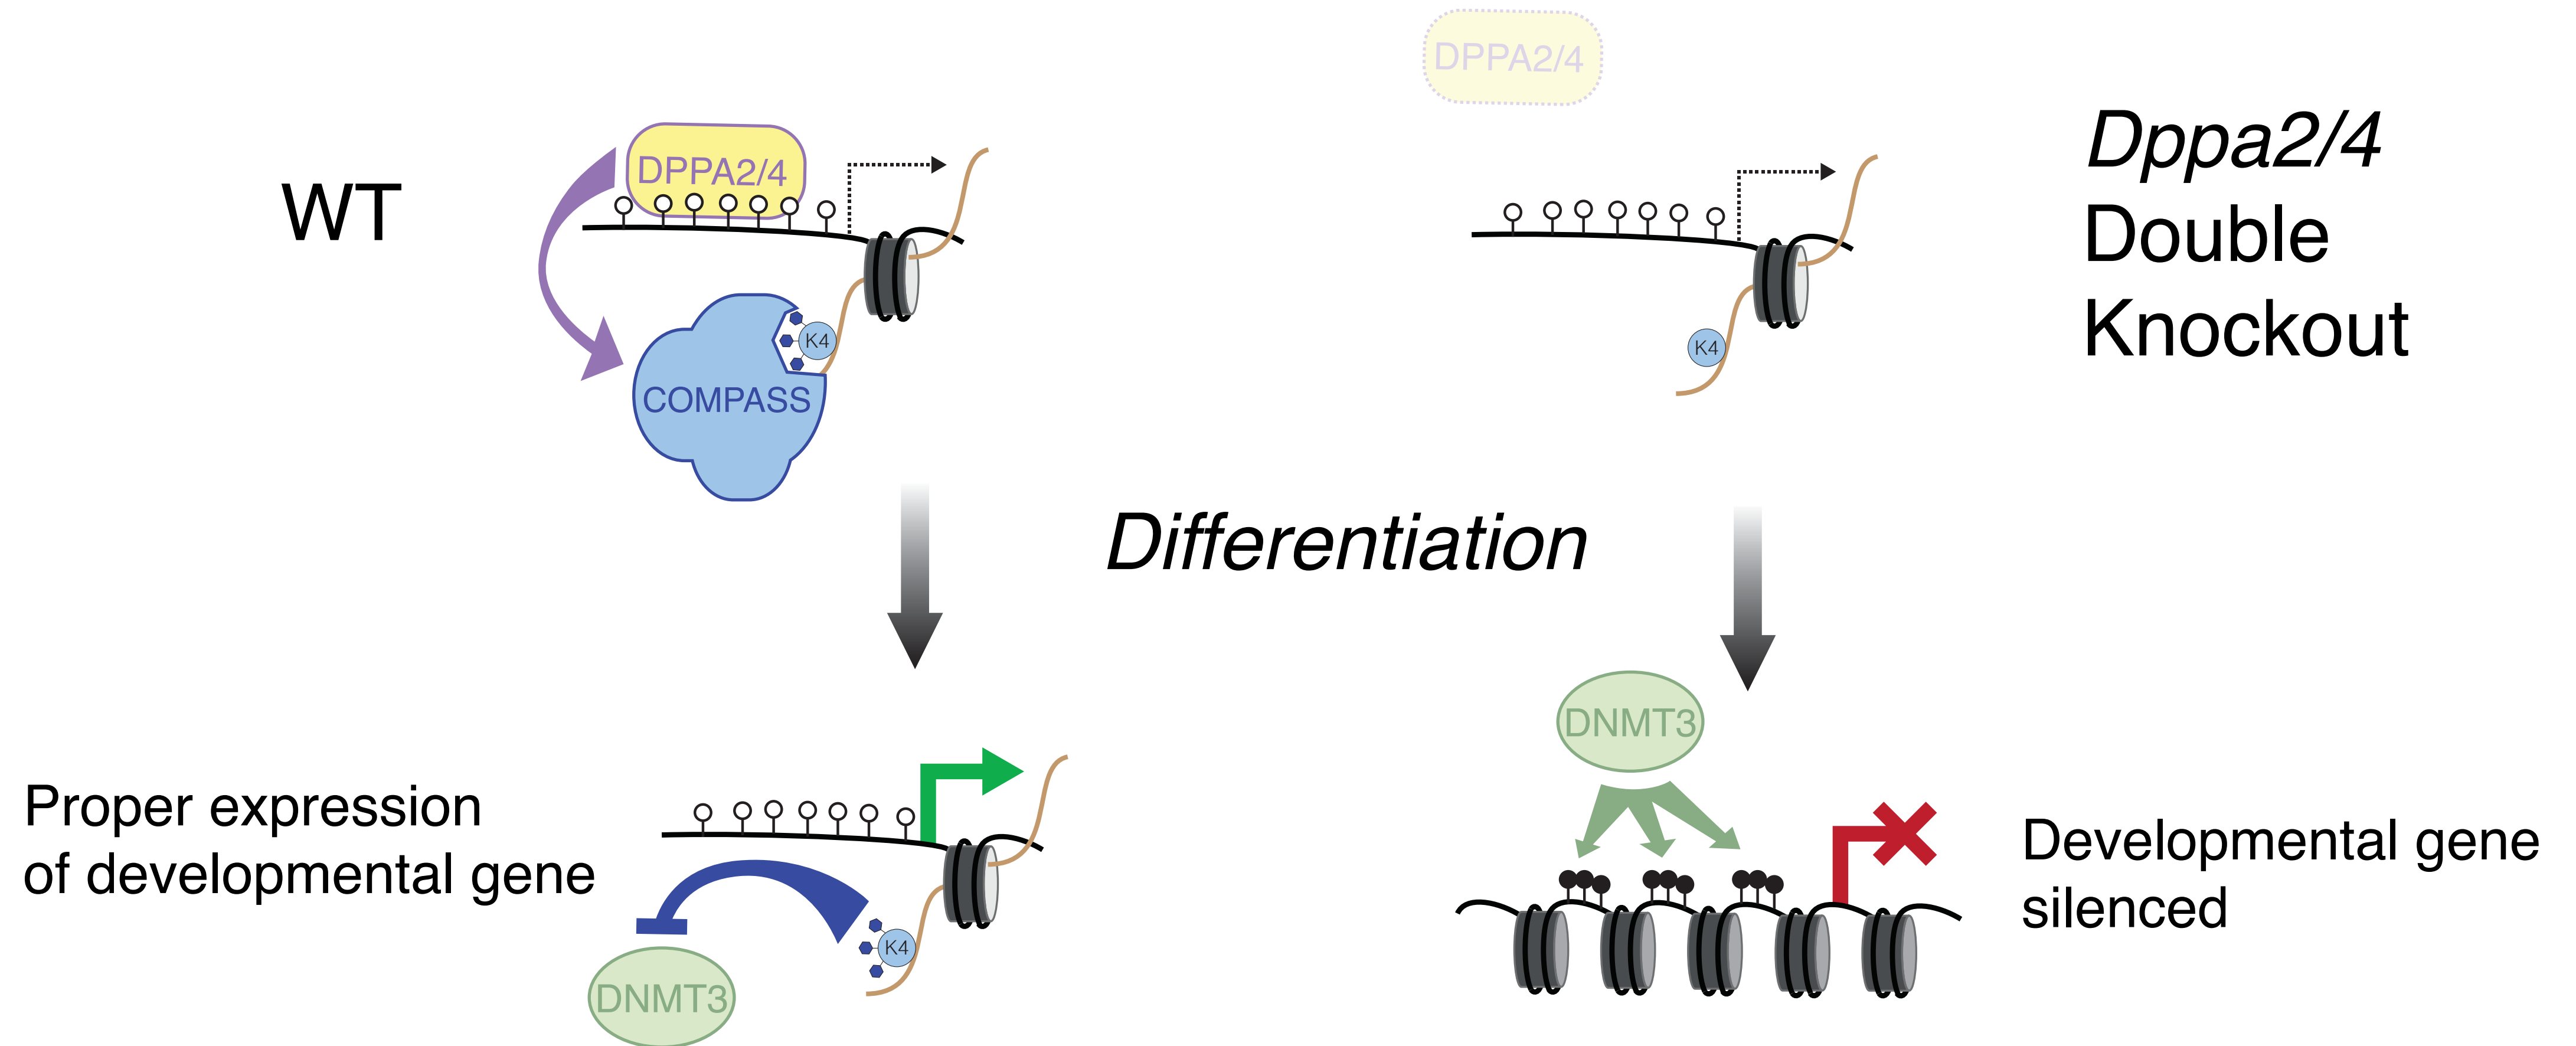 WT
DPPA2/4
K4
COMPASS
DPPA2/4
K4
Dppa2/4
Double
Knockout
Differentiation
Proper expression
of developmental gene
K4
DNMT3
DNMT3
Developmental gene
silenced